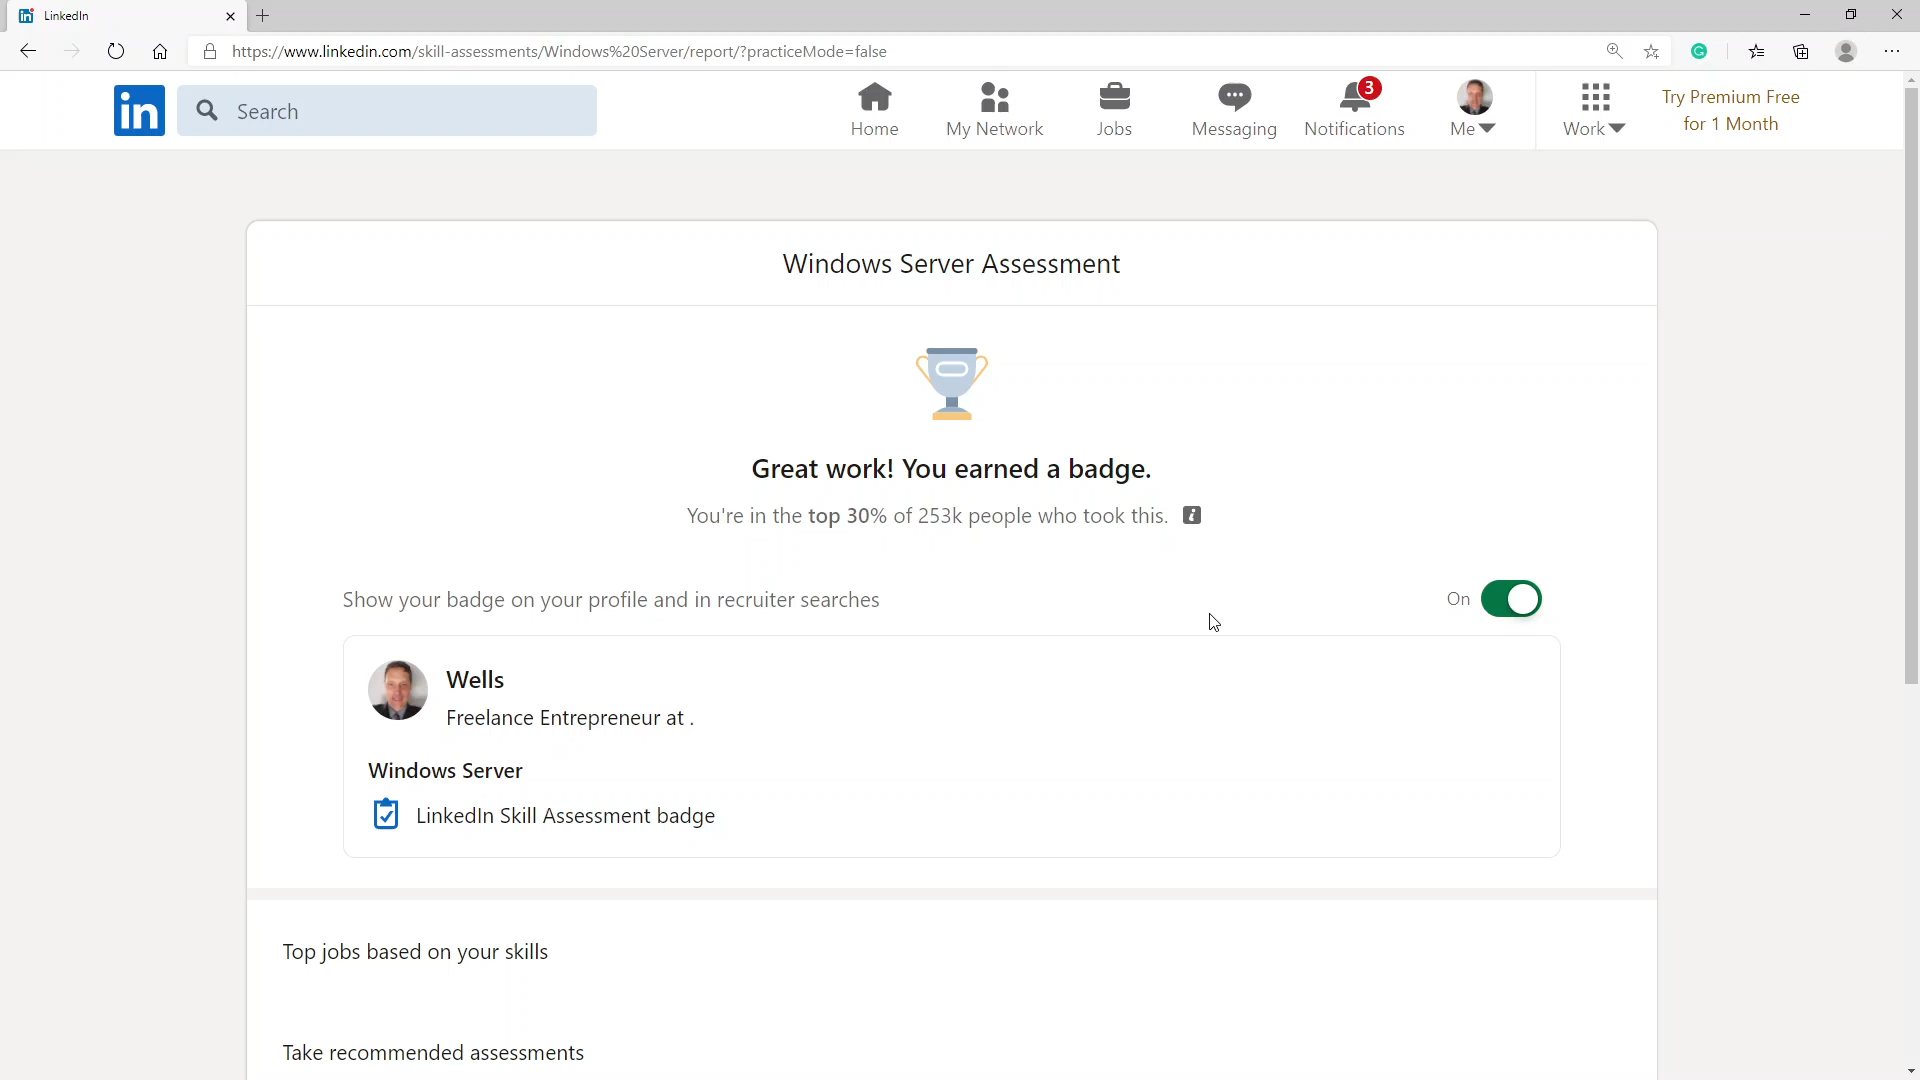 LinkedIn
https://www.linkedin.com/skill-assessments/Windows%20Server/report/?practiceMode=false
in
Search
Home
My Network
Jobs
Messaging
3
Notifications
Me
Work
Try Premium Free
for 1 Month
Windows Server Assessment
Great work! You earned a badge.
You're in the top 30% of 253k people who took this.
Show your badge on your profile and in recruiter searches
On
Wells
Freelance Entrepreneur at .
Windows Server
LinkedIn Skill Assessment badge
Top jobs based on your skills
Take recommended assessments